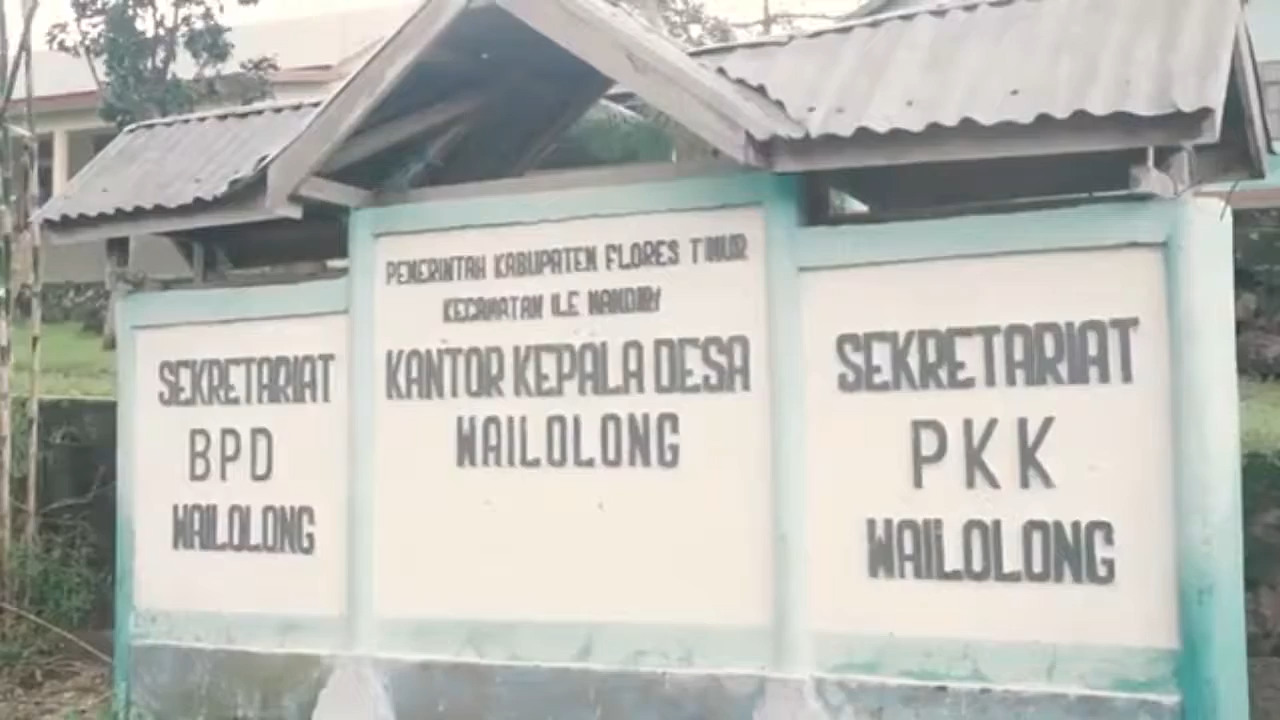 SEKRETARIAT
BPD
WAILOLONG
PEMERINTAH KABUPATEN FLORES TIMUR
KECAMATAN ILE MANDIRI
KANTOR KEPALA DESA
WAILOLONG
SEKRETARIAT
PKK
WAILOLONG